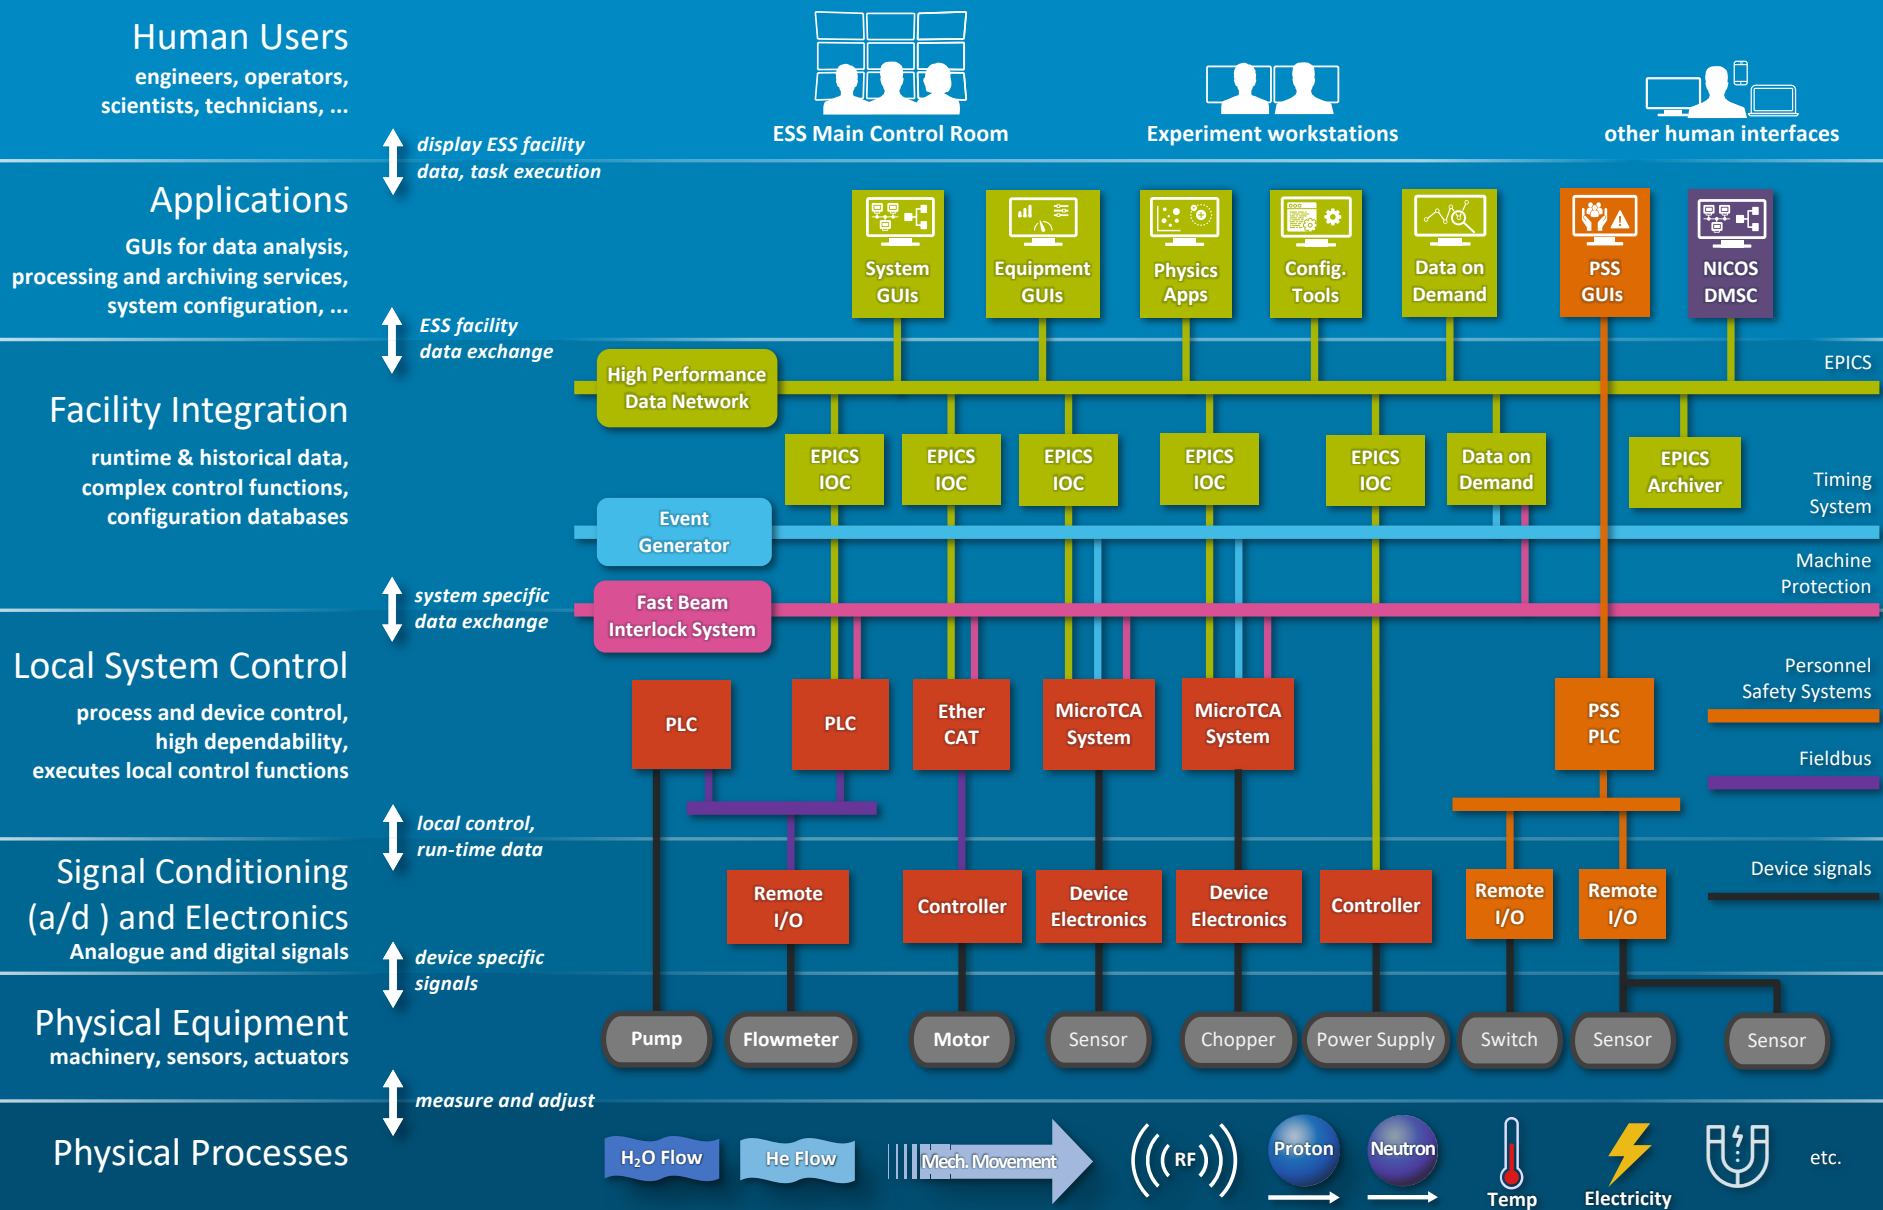 Human Users
engineers, operators,
scientists, technicians, ...
ESS Main Control Room
Experiment workstations
other human interfaces
display ESS facility
data, task execution
Applications
GUIs for data analysis,
processing and archiving services,
system configuration, ...
System
GUIs
Equipment
GUIs
Physics
Apps
Config.
Tools
Data on
Demand
PSS
GUIs
NICOS
DMSC
ESS facility
data exchange
Facility Integration
runtime & historical data,
complex control functions,
configuration databases
High Performance
Data Network
EPICS
EPICS
IOC
EPICS
IOC
EPICS
IOC
EPICS
IOC
EPICS
IOC
Data on
Demand
EPICS
Archiver
Timing
System
Event
Generator
Machine
Protection
system specific
data exchange
Fast Beam
Interlock System
Local System Control
process and device control,
high dependability,
executes local control functions
PLC
PLC
Ether
CAT
MicroTCA
System
MicroTCA
System
PSS
PLC
Personnel
Safety Systems
Fieldbus
local control,
run-time data
Signal Conditioning
(a/d ) and Electronics
Analogue and digital signals
Remote
I/O
Controller
Device
Electronics
Device
Electronics
Controller
Remote
I/O
Remote
I/O
Device signals
device specific
signals
Physical Equipment
machinery, sensors, actuators
Pump
Flowmeter
Motor
Sensor
Chopper
Power Supply
Switch
Sensor
Sensor
measure and adjust
Physical Processes
H₂O Flow
He Flow
Mech. Movement
RF
Proton
Neutron
Temp
Electricity
etc.